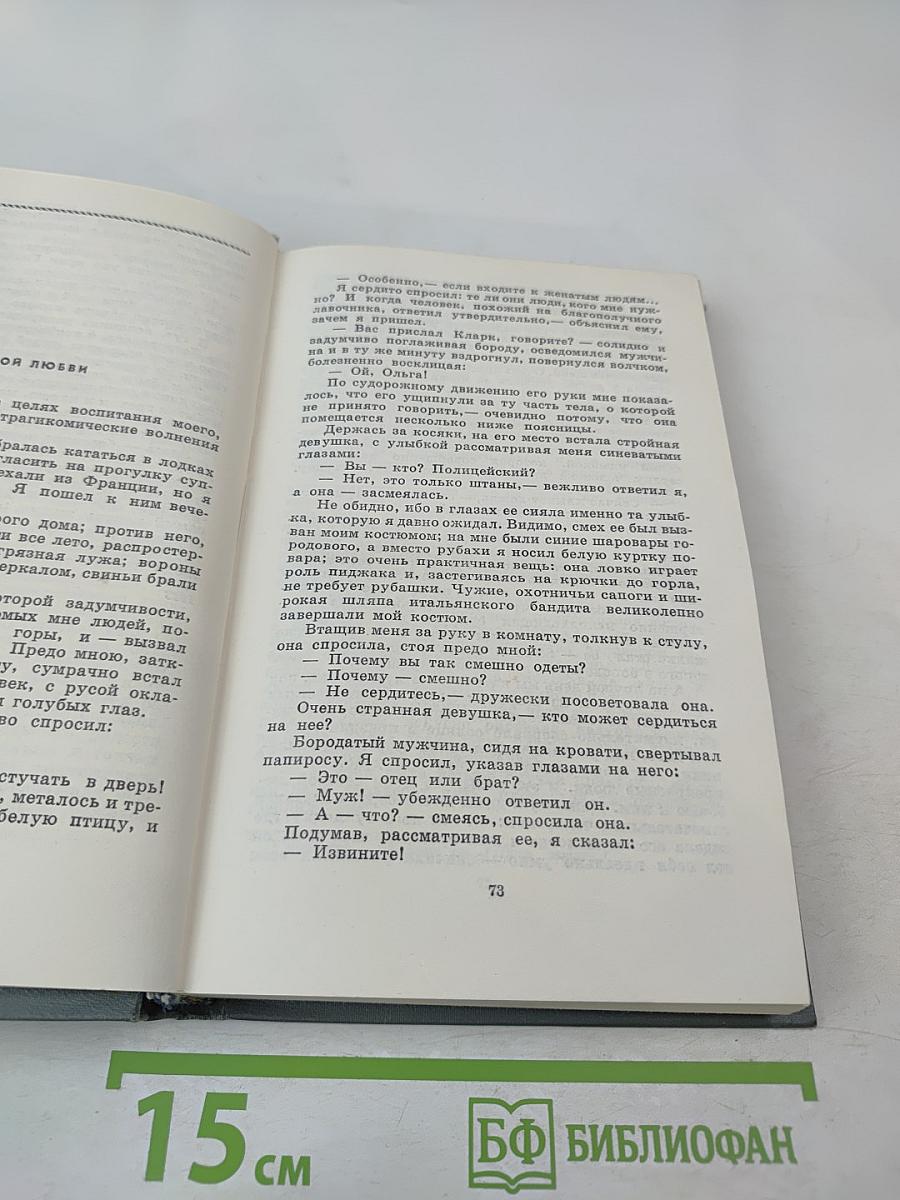 ОЙ ЛЮБВИ
целях воспитания моего,
трагикомические волнения
бралась кататься в лодках
гласить на прогулку суп-
ехали из Франции, но я
Я пошел к ним вече-
рого дома; против него,
и все лето, распростер-
грязная лужа; вороны
еркалом, свиньи брали
оторой задумчивости,
омых мне людей, по-
горы, и — вызвал
Предо мною, затк-
у, сумрачно встал
век, с русой окла-
и голубых глаз.
во спросил:
стучать в дверь!
, металось и тре-
белую птицу, и
— Особенно,— если входите к женатым людям...
Я сердито спросил: те ли они люди, кого мне нуж-
но? И когда человек, похожий на благополучного
лавочника, ответил утвердительно,— объяснил ему,
зачем я пришел.
— Вас прислал Кларк, говорите? — солидно и
задумчиво поглаживая бороду, осведомился мужчи-
на и в ту же минуту вздрогнул, повернулся волчком,
болезненно восклицая:
— Ой, Ольга!
По судорожному движению его руки мне показа-
лось, что его ущипнули за ту часть тела, о которой
не принято говорить,— очевидно потому, что она
помещается несколько ниже поясницы.
Держась за косяки, на его место встала стройная
девушка, с улыбкой рассматривая меня синеватыми
глазами:
— Вы — кто? Полицейский?
— Нет, это только штаны,— вежливо ответил я,
а она — засмеялась.
Не обидно, ибо в глазах ее сияла именно та улыб-
ка, которую я давно ожидал. Видимо, смех ее был выз-
ван моим костюмом; на мне были синие шаровары го-
родового, а вместо рубахи я носил белую куртку по-
вара; это очень практичная вещь: она ловко играет
роль пиджака и, застегиваясь на крючки до горла,
не требует рубашки. Чужие, охотничьи сапоги и ши-
рокая шляпа итальянского бандита великолепно
завершали мой костюм.
Втащив меня за руку в комнату, толкнув к стулу,
она спросила, стоя предо мной:
— Почему вы так смешно одеты?
— Почему — смешно?
— Не сердитесь,— дружески посоветовала она.
Очень странная девушка,— кто может сердиться
на нее?
Бородатый мужчина, сидя на кровати, свертывал
папиросу. Я спросил, указав глазами на него:
— Это — отец или брат?
— Муж! — убежденно ответил он.
— А — что? — смеясь, спросила она.
Подумав, рассматривая ее, я сказал:
— Извините!
73
15 см
БФ БИБЛИОФАН